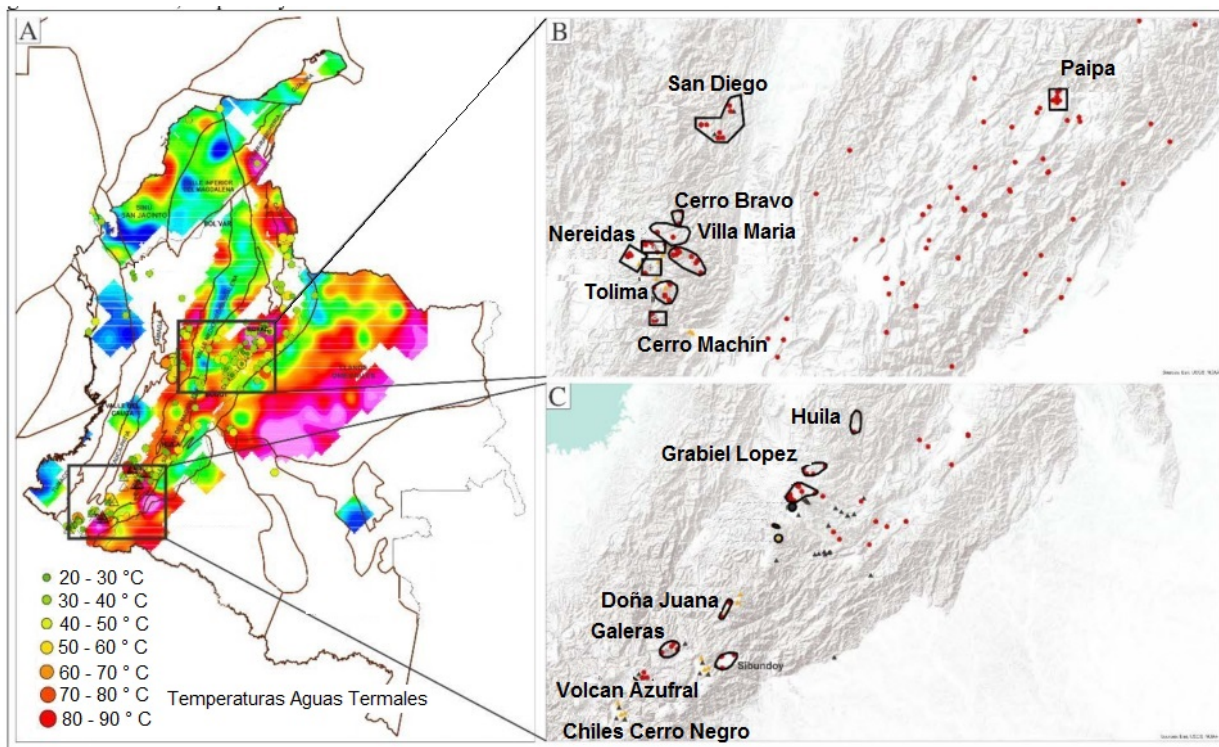 A
VALLE INFERIOR
DEL MAGDALENA
SINU
SAN JACINTO
BOLIVAR
20 - 30 °C
30 - 40 ° C
40 - 50 ° C
50 - 60 ° C
60 - 70 ° C
70 - 80 ° C
80 - 90 ° C
Temperaturas Aguas Termales
B
San Diego
Paipa
Cerro Bravo
Nereidas
Villa Maria
Tolima
Cerro Machín
C
Huila
Grabiel Lopez
Doña Juana
Galeras
Sibundoy
Volcan Azufral
Chiles Cerro Negro